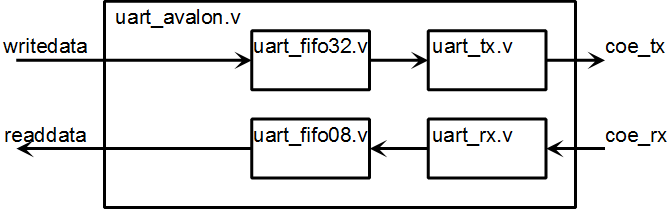 uart_avalon.v
writedata
uart_fifo32.v
uart_tx.v
coe_tx
readdata
uart_fifo08.v
uart_rx.v
coe_rx